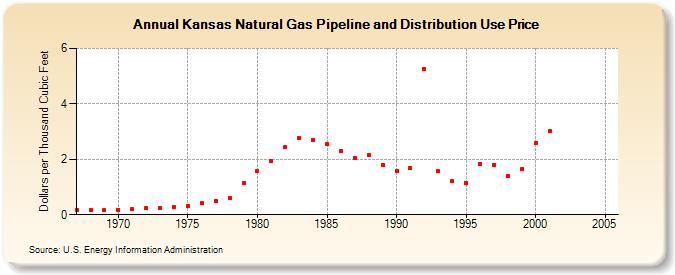 Annual Kansas Natural Gas Pipeline and Distribution Use Price
Dollars per Thousand Cubic Feet
6
4
2
0
1970 1975 1980 1985 1990 1995 2000 2005
Source: U.S. Energy Information Administration